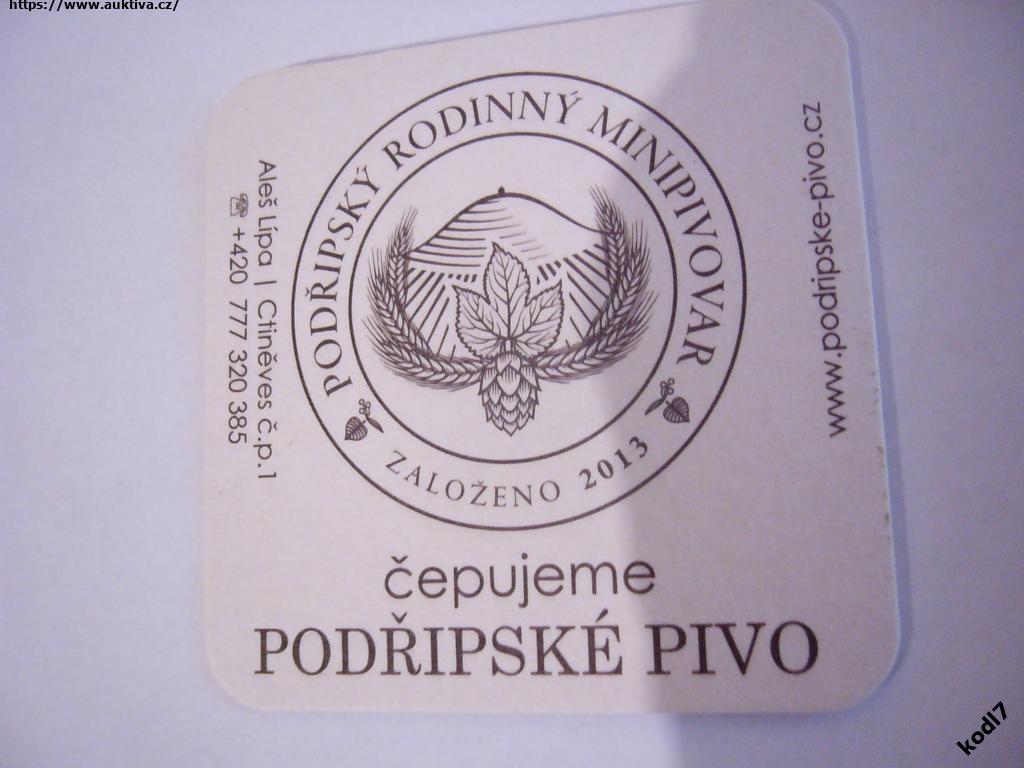 https://www.auktiva.cz/
PODŘIPSKÝ RODINNÝ MINIPIVOVAR
ZALOŽENO 2013
Aleš Lípa | Ctiněves č.p.1
☏ +420 777 320 385
www.podripske-pivo.cz
čepujeme
PODŘIPSKÉ PIVO
kodl7